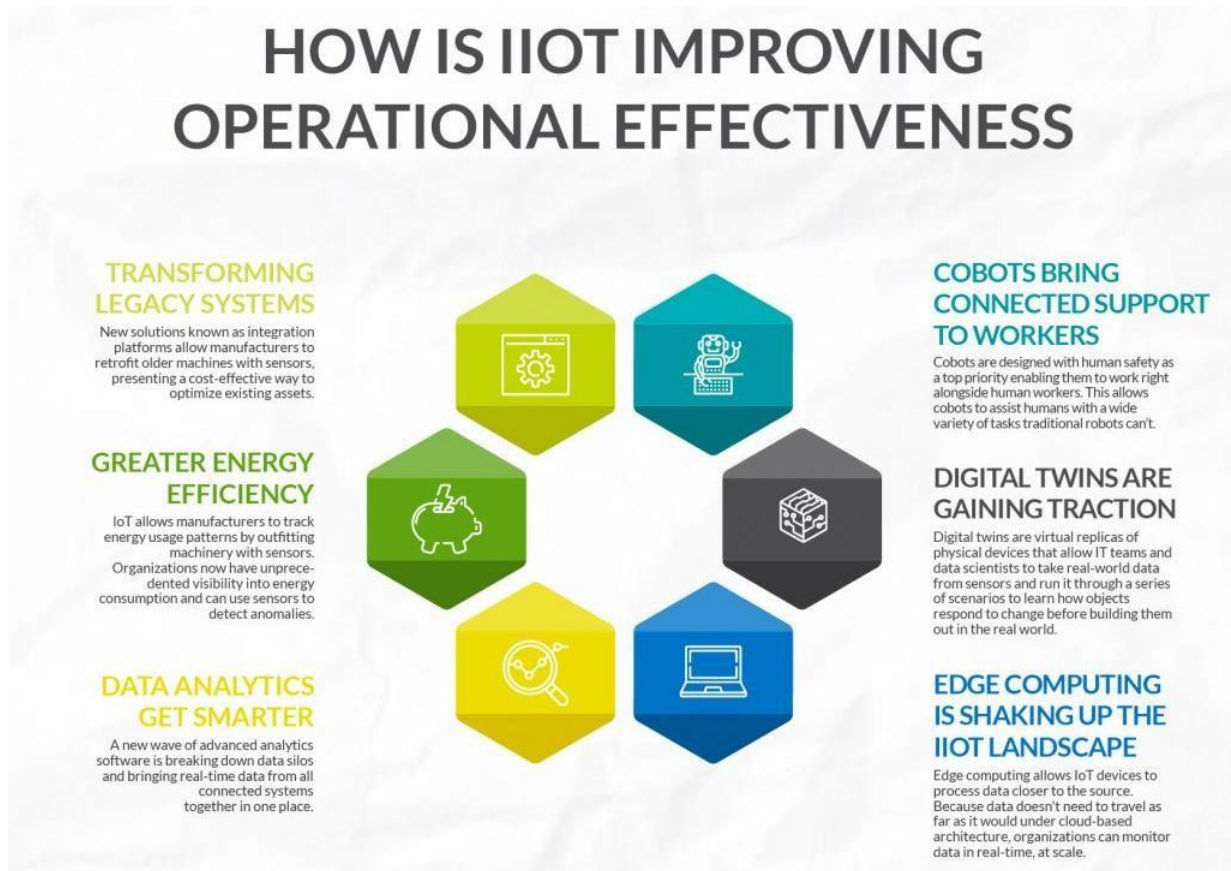 HOW IS IIOT IMPROVING
OPERATIONAL EFFECTIVENESS
TRANSFORMING
LEGACY SYSTEMS
New solutions known as integration
platforms allow manufacturers to
retrofit older machines with sensors,
presenting a cost-effective way to
optimize existing assets.
GREATER ENERGY
EFFICIENCY
IoT allows manufacturers to track
energy usage patterns by outfitting
machinery with sensors.
Organizations now have unprece-
dented visibility into energy
consumption and can use sensors to
detect anomalies.
DATA ANALYTICS
GET SMARTER
A new wave of advanced analytics
software is breaking down data silos
and bringing real-time data from all
connected systems
together in one place.
COBOTS BRING
CONNECTED SUPPORT
TO WORKERS
Cobots are designed with human safety as
a top priority enabling them to work right
alongside human workers. This allows
cobots to assist humans with a wide
variety of tasks traditional robots can't.
DIGITAL TWINS ARE
GAINING TRACTION
Digital twins are virtual replicas of
physical devices that allow IT teams and
data scientists to take real-world data
from sensors and run it through a series
of scenarios to learn how objects
respond to change before building them
out in the real world.
EDGE COMPUTING
IS SHAKING UP THE
IIOT LANDSCAPE
Edge computing allows IoT devices to
process data closer to the source.
Because data doesn't need to travel as
far as it would under cloud-based
architecture, organizations can monitor
data in real-time, at scale.